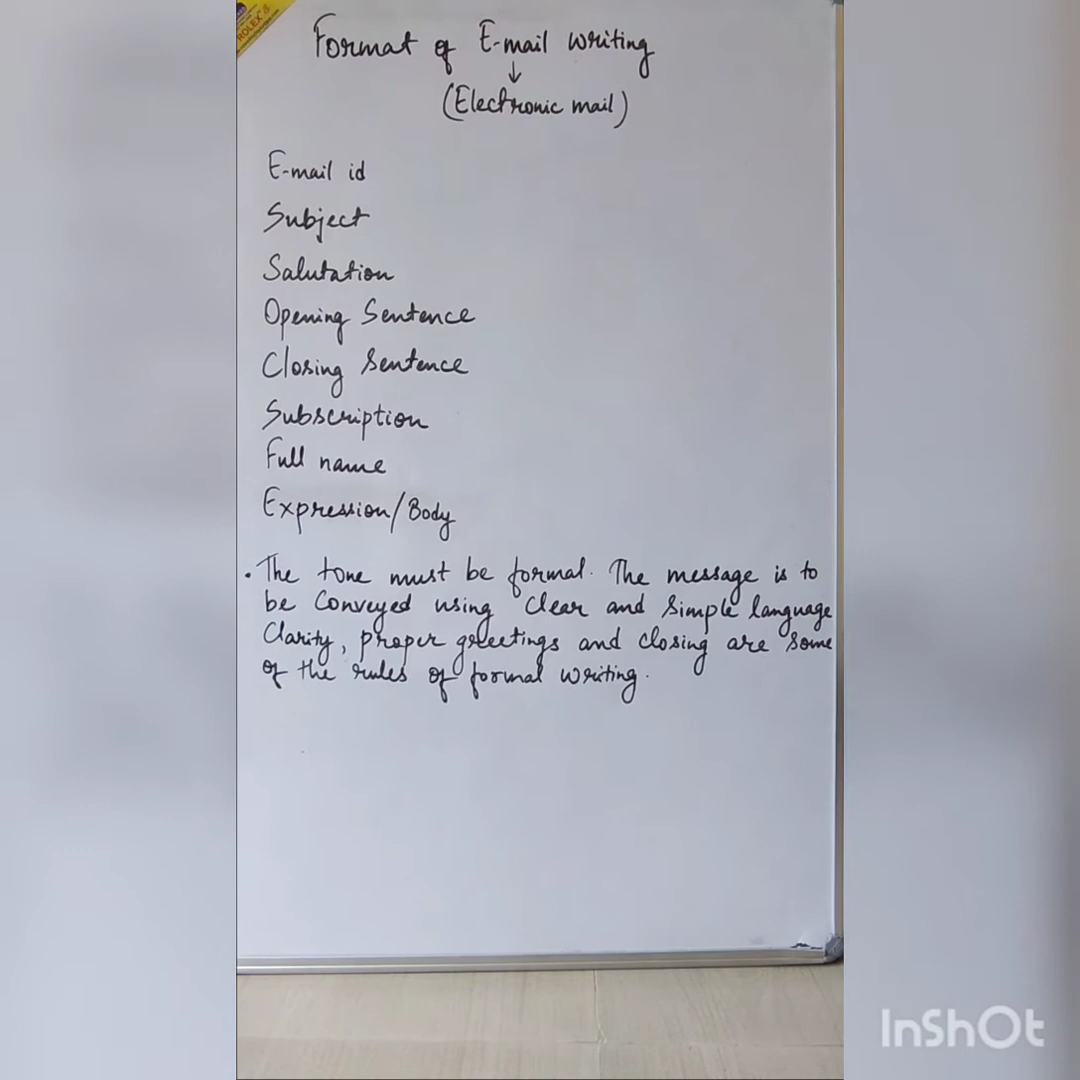 ROLEX
Format of E-mail writing
↓
(Electronic mail)
E-mail id
Subject
Salutation
Opening Sentence
Closing Sentence
Subscription
Full name
Expression/Body
• The tone must be formal. The message is to
be Conveyed using Clear and Simple language
Clarity, proper greetings and closing are some
of the rules of formal writing.
InShOt